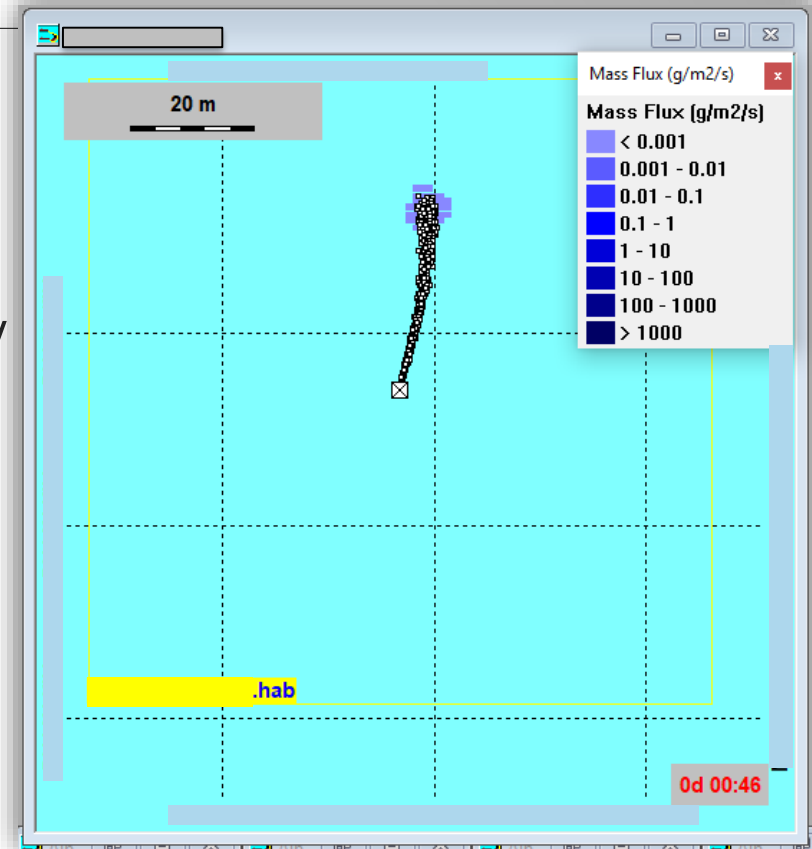 Mass Flux (g/m2/s)
x
20 m
Mass Flux (g/m2/s)
< 0.001
0.001 - 0.01
0.01 - 0.1
0.1 - 1
1 - 10
10 - 100
100 - 1000
> 1000
.hab
0d 00:46